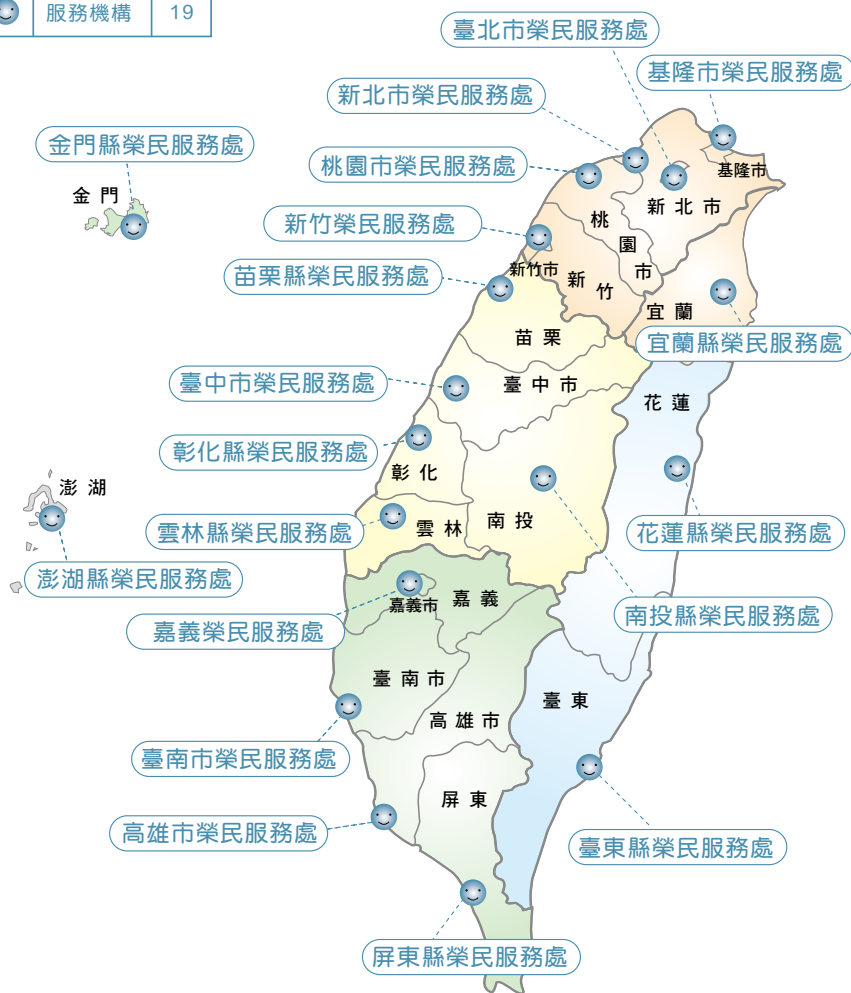 服務機構 19
臺北市榮民服務處
基隆市榮民服務處
新北市榮民服務處
金門縣榮民服務處
桃園市榮民服務處
基隆市
金門
新北市
桃園市
新竹榮民服務處
新竹市
新竹
苗栗縣榮民服務處
宜蘭
苗栗
宜蘭縣榮民服務處
臺中市榮民服務處
臺中市
花蓮
彰化縣榮民服務處
彰化
澎湖
雲林縣榮民服務處
雲林
南投
花蓮縣榮民服務處
澎湖縣榮民服務處
嘉義市
嘉義
南投縣榮民服務處
嘉義榮民服務處
臺南市
臺東
高雄市
臺南市榮民服務處
屏東
高雄市榮民服務處
臺東縣榮民服務處
屏東縣榮民服務處